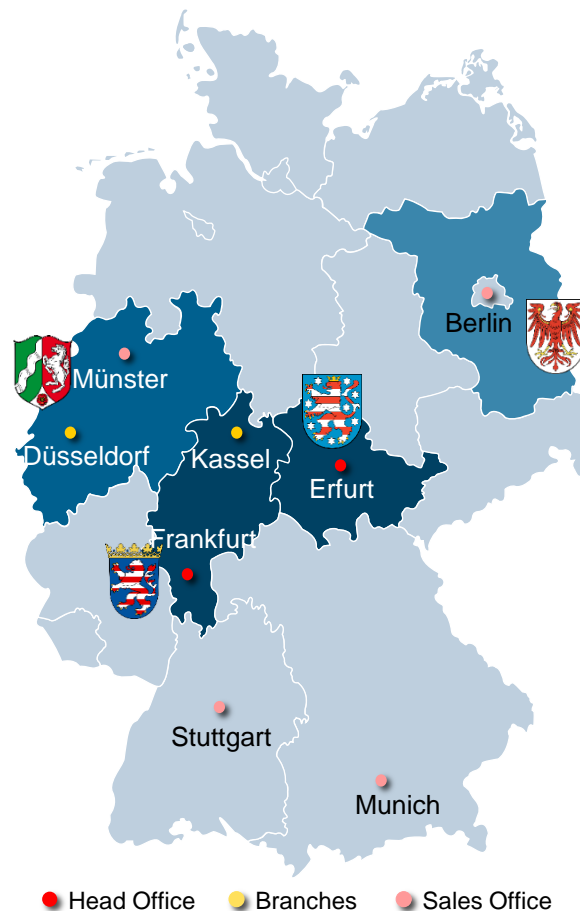 Berlin
Münster
Düsseldorf
Kassel
Erfurt
Frankfurt
Stuttgart
Munich
Head Office
Branches
Sales Office